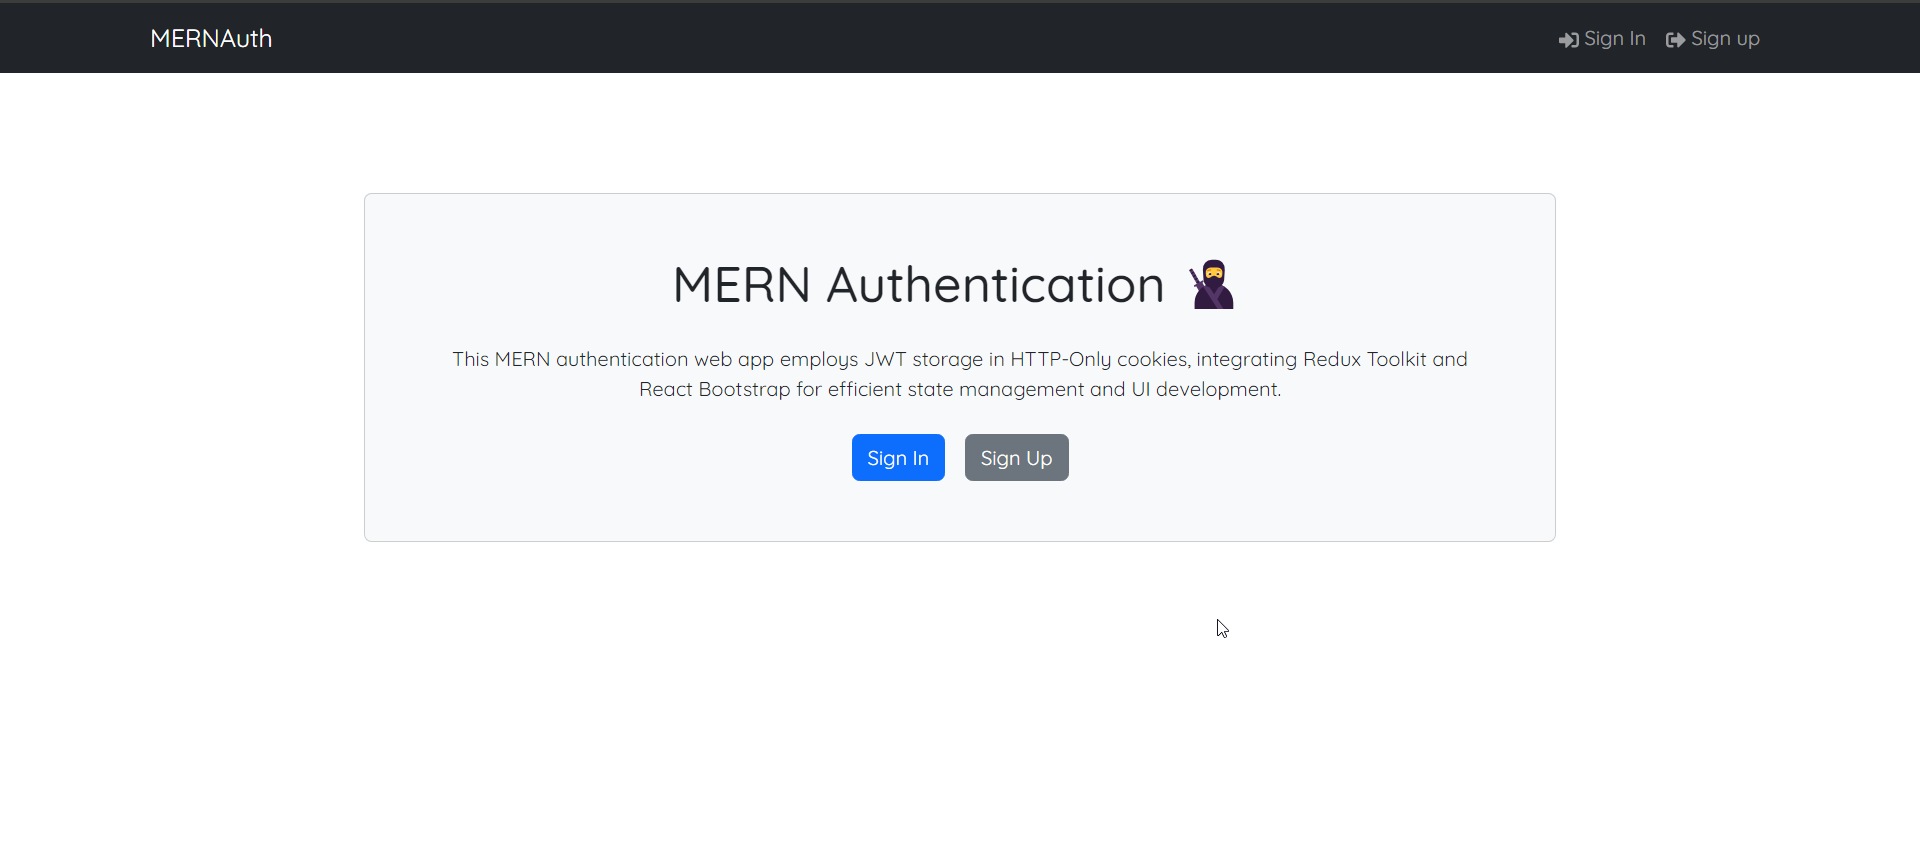 MERNAuth
Sign In
Sign up
MERN Authentication
This MERN authentication web app employs JWT storage in HTTP-Only cookies, integrating Redux Toolkit and
React Bootstrap for efficient state management and UI development.
Sign In
Sign Up